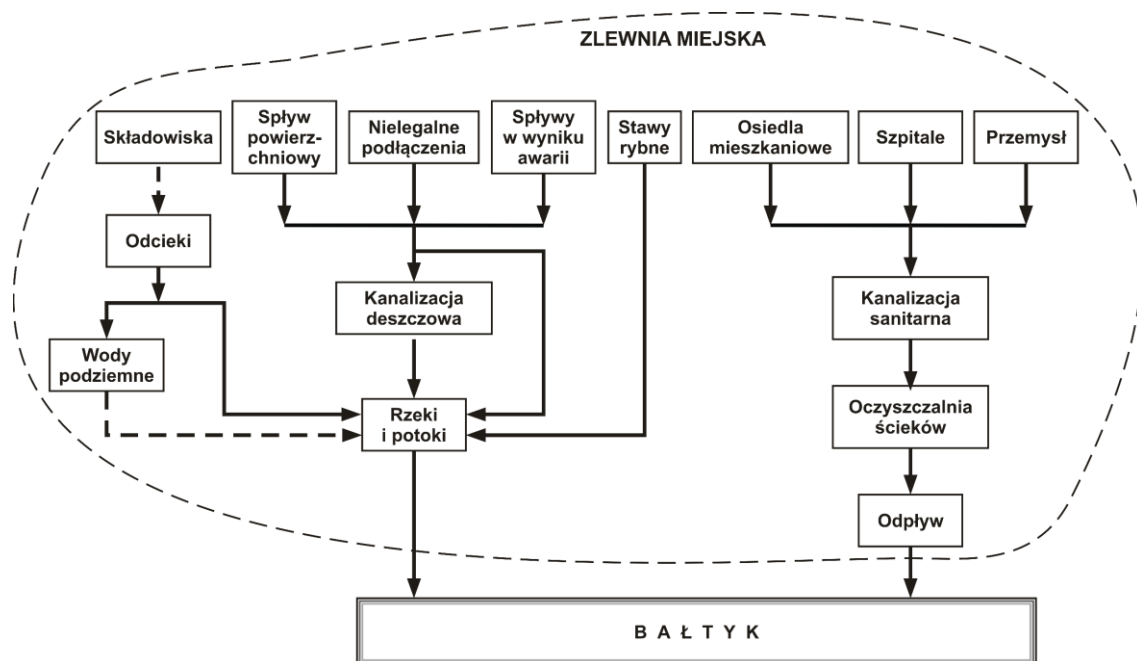 ZLEWNIA MIEJSKA
Składowiska
Spływ
powierz-
chniowy
Nielegalne
podłączenia
Spływy
w wyniku
awarii
Stawy
rybne
Osiedla
mieszkaniowe
Szpitale
Przemysł
Odcieki
Kanalizacja
deszczowa
Kanalizacja
sanitarna
Wody
podziemne
Rzeki
i potoki
Oczyszczalnia
ścieków
Odpływ
BAŁTYK